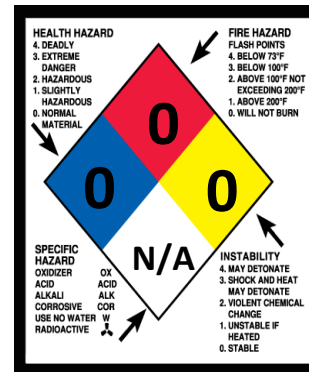 HEALTH HAZARD
4. DEADLY
3. EXTREME
DANGER
2. HAZARDOUS
1. SLIGHTLY
HAZARDOUS
0. NORMAL
MATERIAL
FIRE HAZARD
FLASH POINTS
4. BELOW 73°F
3. BELOW 100°F
2. ABOVE 100°F NOT
EXCEEDING 200°F
1. ABOVE 200°F
0. WILL NOT BURN
0
0
0
N/A
SPECIFIC
HAZARD
OXIDIZER OX
ACID ACID
ALKALI ALK
CORROSIVE COR
USE NO WATER W
RADIOACTIVE
INSTABILITY
4. MAY DETONATE
3. SHOCK AND HEAT
MAY DETONATE
2. VIOLENT CHEMICAL
CHANGE
1. UNSTABLE IF
HEATED
0. STABLE